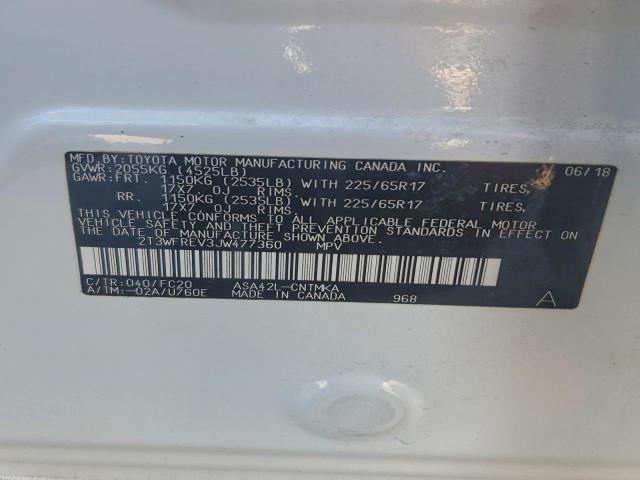 MFD.BY: TOYOTA MOTOR MANUFACTURING CANADA INC. 06/18
GVWR: 2055KG (4525LB)
GAWR: FRT. 1150KG (2535LB) WITH 225/65R17 TIRES,
17X7.0J RIMS.
RR. 1150KG (2535LB) WITH 225/65R17 TIRES,
17X7.0J RIMS.
THIS VEHICLE CONFORMS TO ALL APPLICABLE FEDERAL MOTOR
VEHICLE SAFETY AND THEFT PREVENTION STANDARDS IN EFFECT ON
THE DATE OF MANUFACTURE SHOWN ABOVE.
2T3WFREV3JW477360 MPV
C/TR: 040/FC20 ASA42L-CNTMKA
A/TM: -02A/U760E MADE IN CANADA 968 A